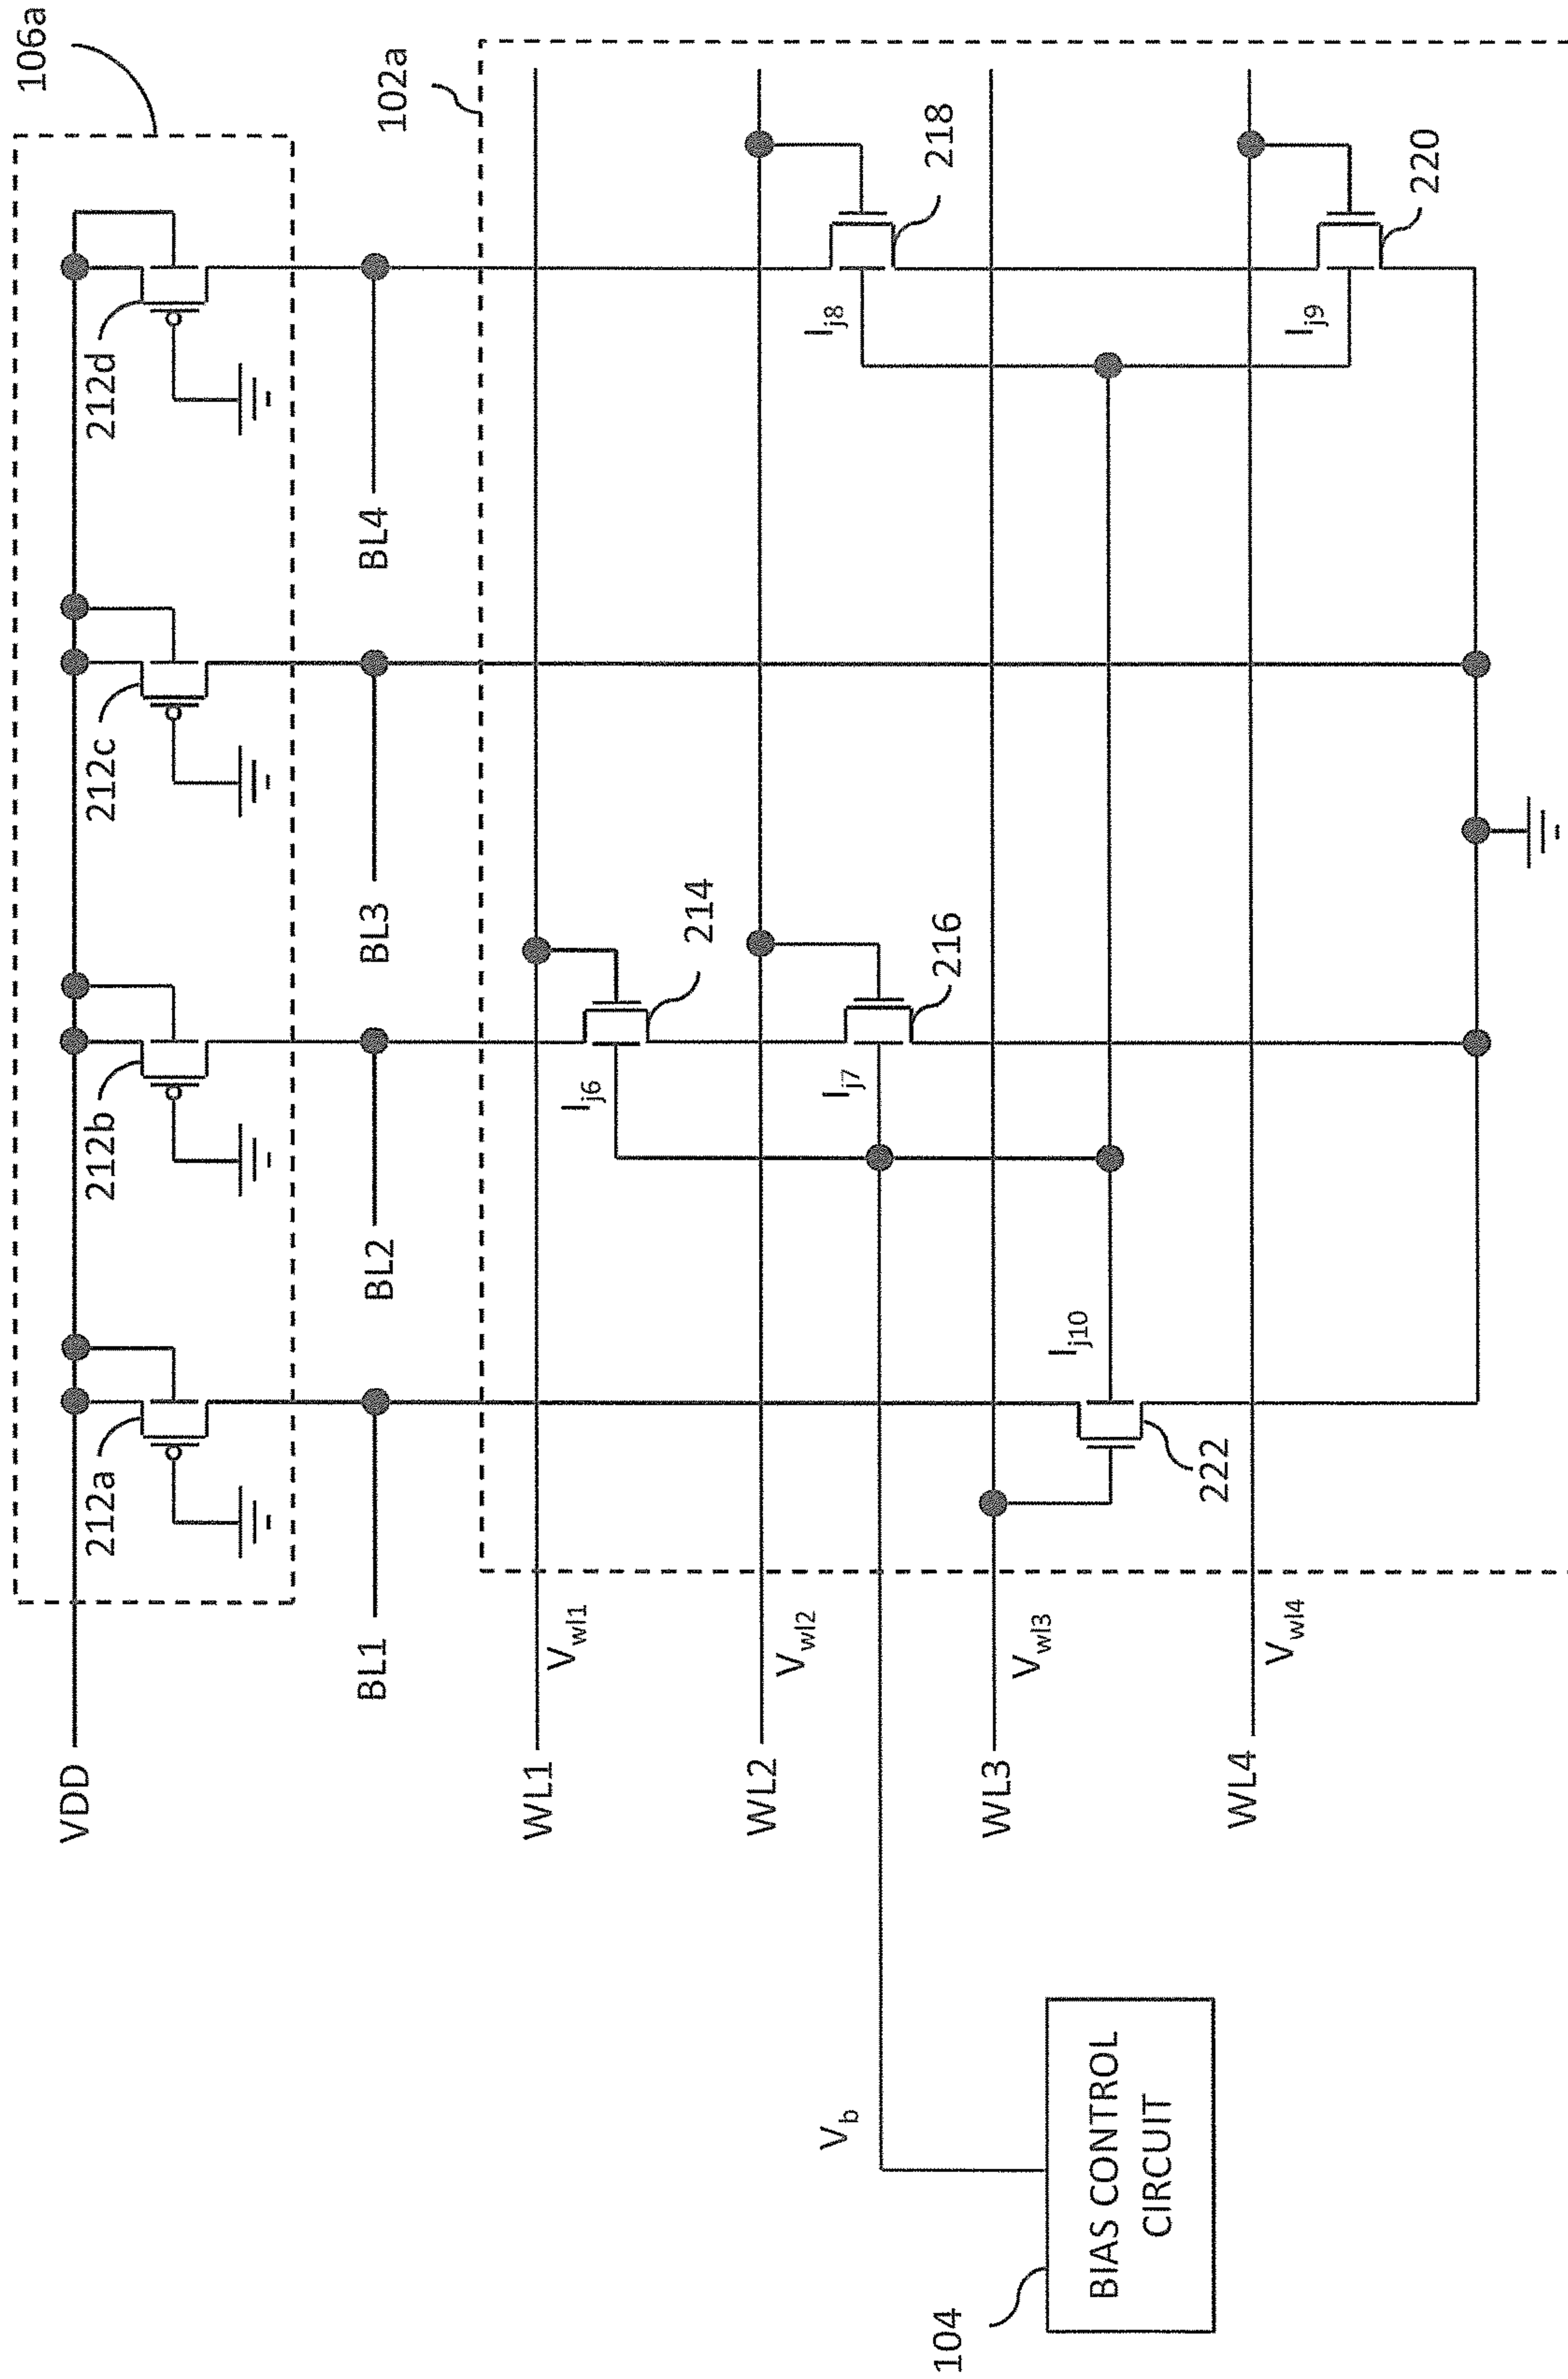 106a
VDD
212a
212b
212c
212d
BL1
BL2
BL3
BL4
102a
WL1
Vwl1
Ij6
214
WL2
Vwl2
Ij7
216
Ij8
218
WL3
Vwl3
Ij10
222
WL4
Vwl4
Ij9
220
Vb
104
BIAS CONTROL
CIRCUIT